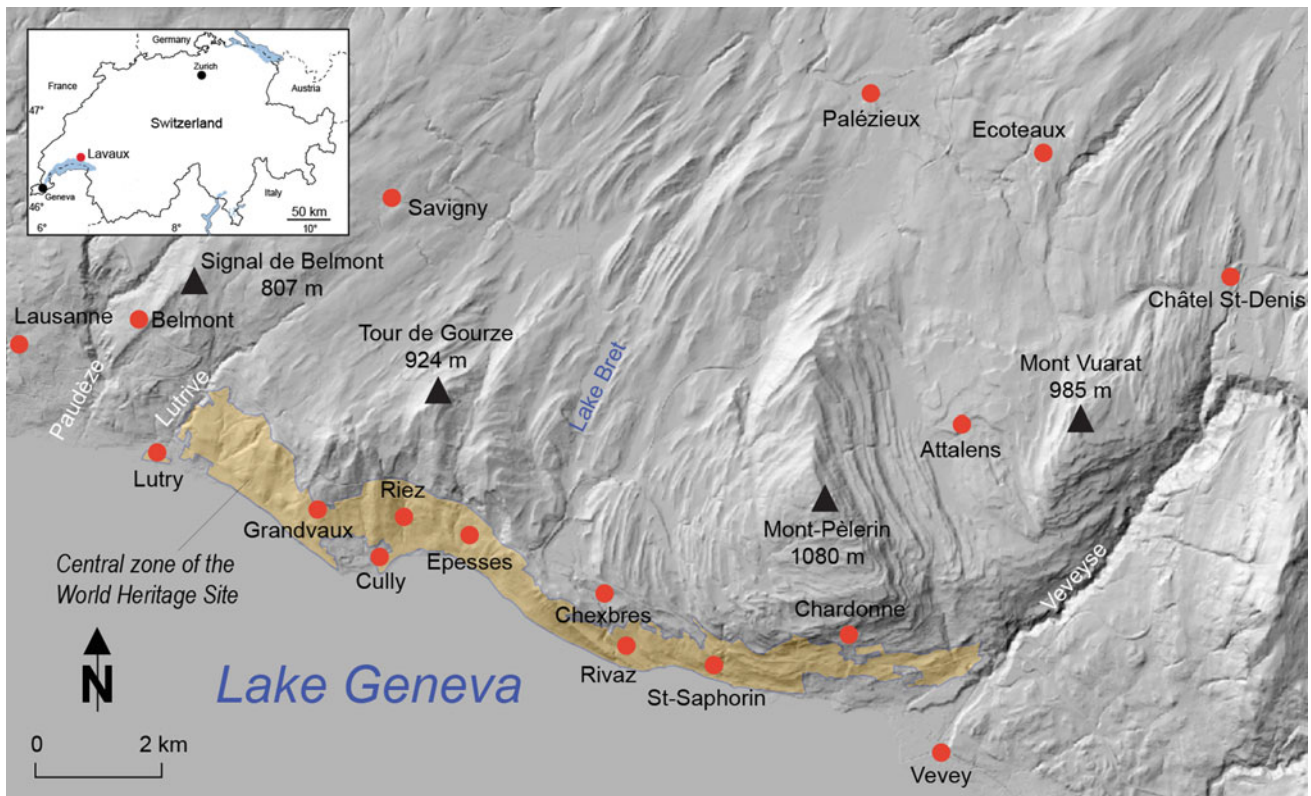 Germany
Zurich
France
Austria
47°
Switzerland
Lavaux
Geneva
Italy
46°
50 km
6°
8°
10°
Palézieux
Ecoteaux
Savigny
Signal de Belmont
807 m
Châtel St-Denis
Lausanne
Belmont
Tour de Gourze
924 m
Lake Bret
Mont Vuarat
985 m
Paudèze
Lutrive
Attalens
Lutry
Riez
Grandvaux
Mont-Pèlerin
1080 m
Epesses
Cully
Central zone of the
World Heritage Site
Veveyse
Chexbres
Chardonne
N
Lake Geneva
Rivaz
St-Saphorin
0
2 km
Vevey